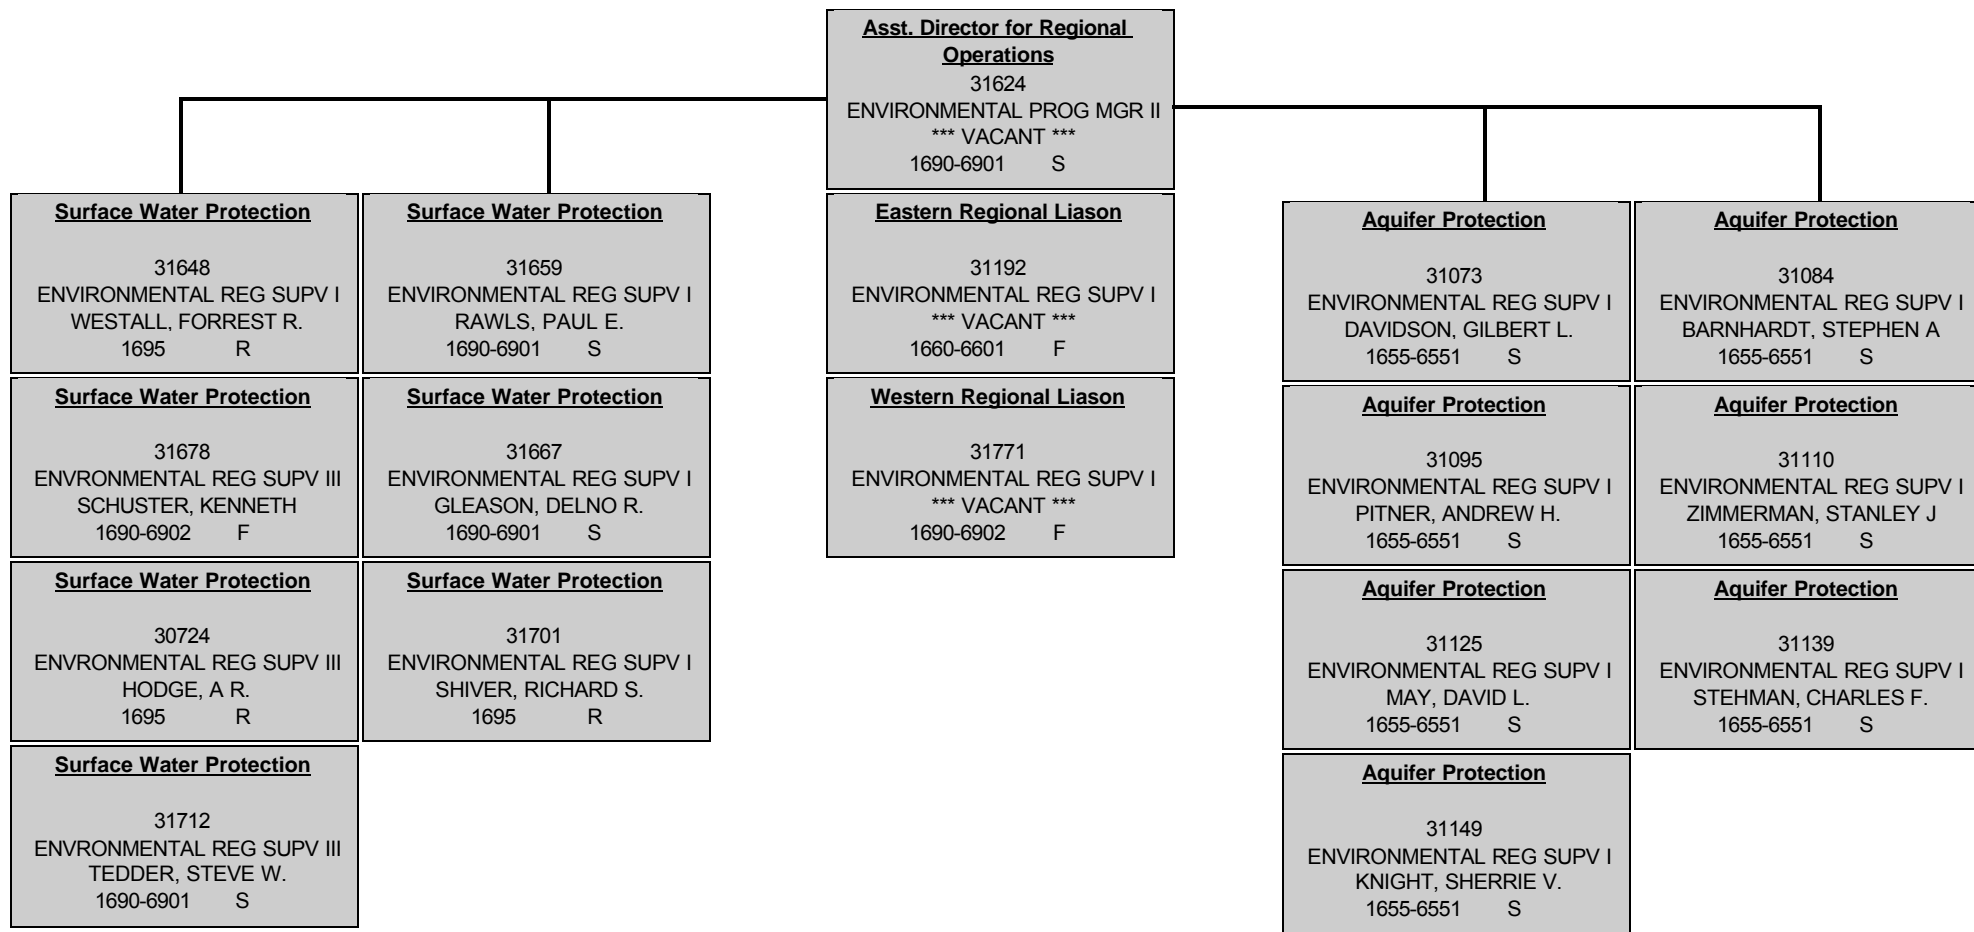 Asst. Director for Regional
Operations
31624
ENVIRONMENTAL PROG MGR II
*** VACANT ***
1690-6901 S
Surface Water Protection
31648
ENVIRONMENTAL REG SUPV I
WESTALL, FORREST R.
1695 R
Surface Water Protection
31678
ENVRONMENTAL REG SUPV III
SCHUSTER, KENNETH
1690-6902 F
Surface Water Protection
30724
ENVRONMENTAL REG SUPV III
HODGE, A R.
1695 R
Surface Water Protection
31712
ENVRONMENTAL REG SUPV III
TEDDER, STEVE W.
1690-6901 S
Surface Water Protection
31659
ENVIRONMENTAL REG SUPV I
RAWLS, PAUL E.
1690-6901 S
Surface Water Protection
31667
ENVIRONMENTAL REG SUPV I
GLEASON, DELNO R.
1690-6901 S
Surface Water Protection
31701
ENVIRONMENTAL REG SUPV I
SHIVER, RICHARD S.
1695 R
Eastern Regional Liason
31192
ENVIRONMENTAL REG SUPV I
*** VACANT ***
1660-6601 F
Western Regional Liason
31771
ENVIRONMENTAL REG SUPV I
*** VACANT ***
1690-6902 F
Aquifer Protection
31073
ENVIRONMENTAL REG SUPV I
DAVIDSON, GILBERT L.
1655-6551 S
Aquifer Protection
31095
ENVIRONMENTAL REG SUPV I
PITNER, ANDREW H.
1655-6551 S
Aquifer Protection
31125
ENVIRONMENTAL REG SUPV I
MAY, DAVID L.
1655-6551 S
Aquifer Protection
31149
ENVIRONMENTAL REG SUPV I
KNIGHT, SHERRIE V.
1655-6551 S
Aquifer Protection
31084
ENVIRONMENTAL REG SUPV I
BARNHARDT, STEPHEN A
1655-6551 S
Aquifer Protection
31110
ENVIRONMENTAL REG SUPV I
ZIMMERMAN, STANLEY J
1655-6551 S
Aquifer Protection
31139
ENVIRONMENTAL REG SUPV I
STEHMAN, CHARLES F.
1655-6551 S